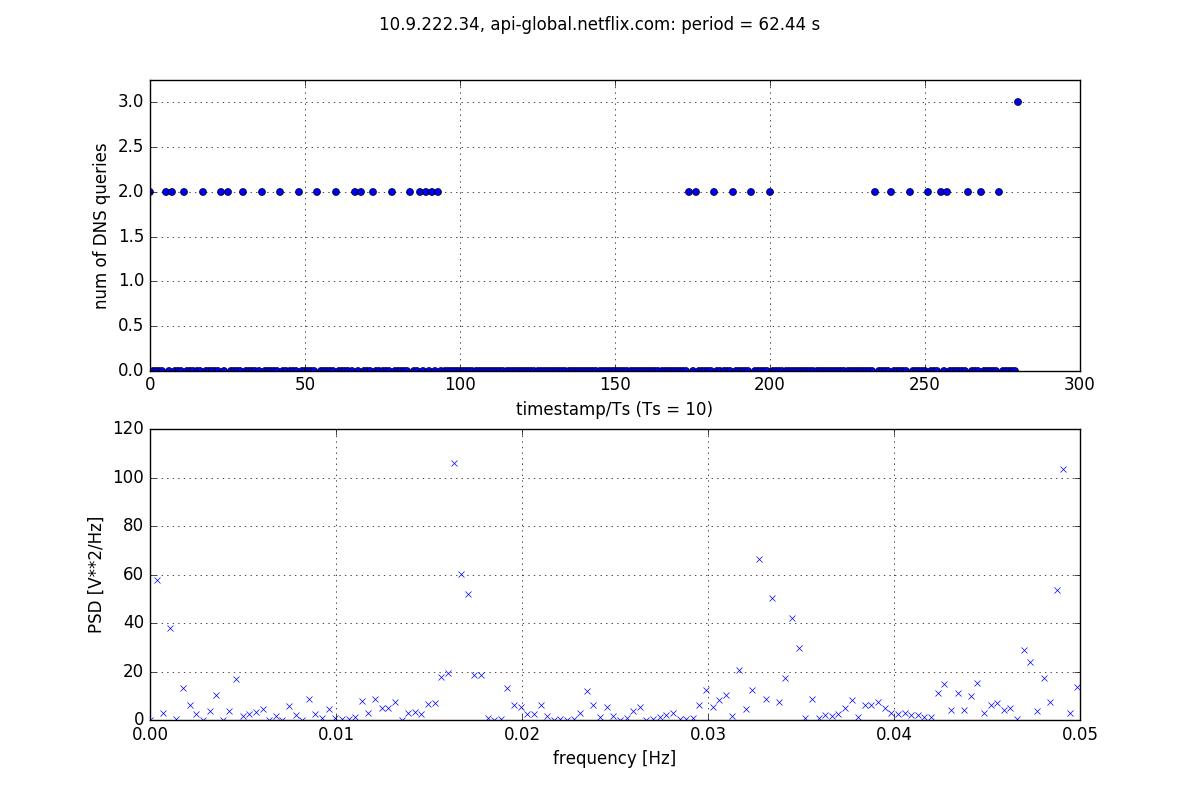 10.9.222.34, api-global.netflix.com: period = 62.44 s
num of DNS queries
3.0
2.5
2.0
1.5
1.0
0.5
0.0
0 50 100 150 200 250 300
timestamp/Ts (Ts = 10)
PSD [V**2/Hz]
120
100
80
60
40
20
0
0.00 0.01 0.02 0.03 0.04 0.05
frequency [Hz]